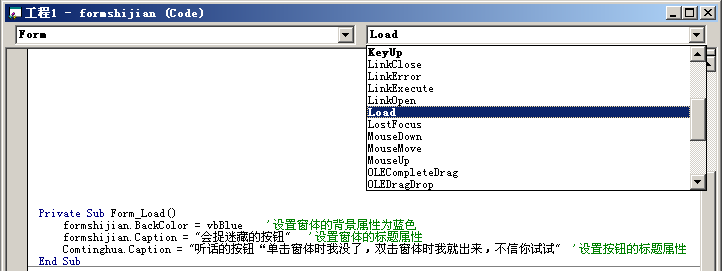 工程1 - formshijian (Code)
Form
Load
KeyUp
LinkClose
LinkError
LinkExecute
LinkOpen
Load
LostFocus
MouseDown
MouseMove
MouseUp
OLECompleteDrag
OLEDragDrop
Private Sub Form_Load()
formshijian.BackColor = vbBlue '设置窗体的背景属性为蓝色
formshijian.Caption = "会捉迷藏的按钮" '设置窗体的标题属性
Comtinghua.Caption = "听话的按钮“单击窗体时我没了，双击窗体时我就出来，不信你试试" '设置按钮的标题属性
End Sub